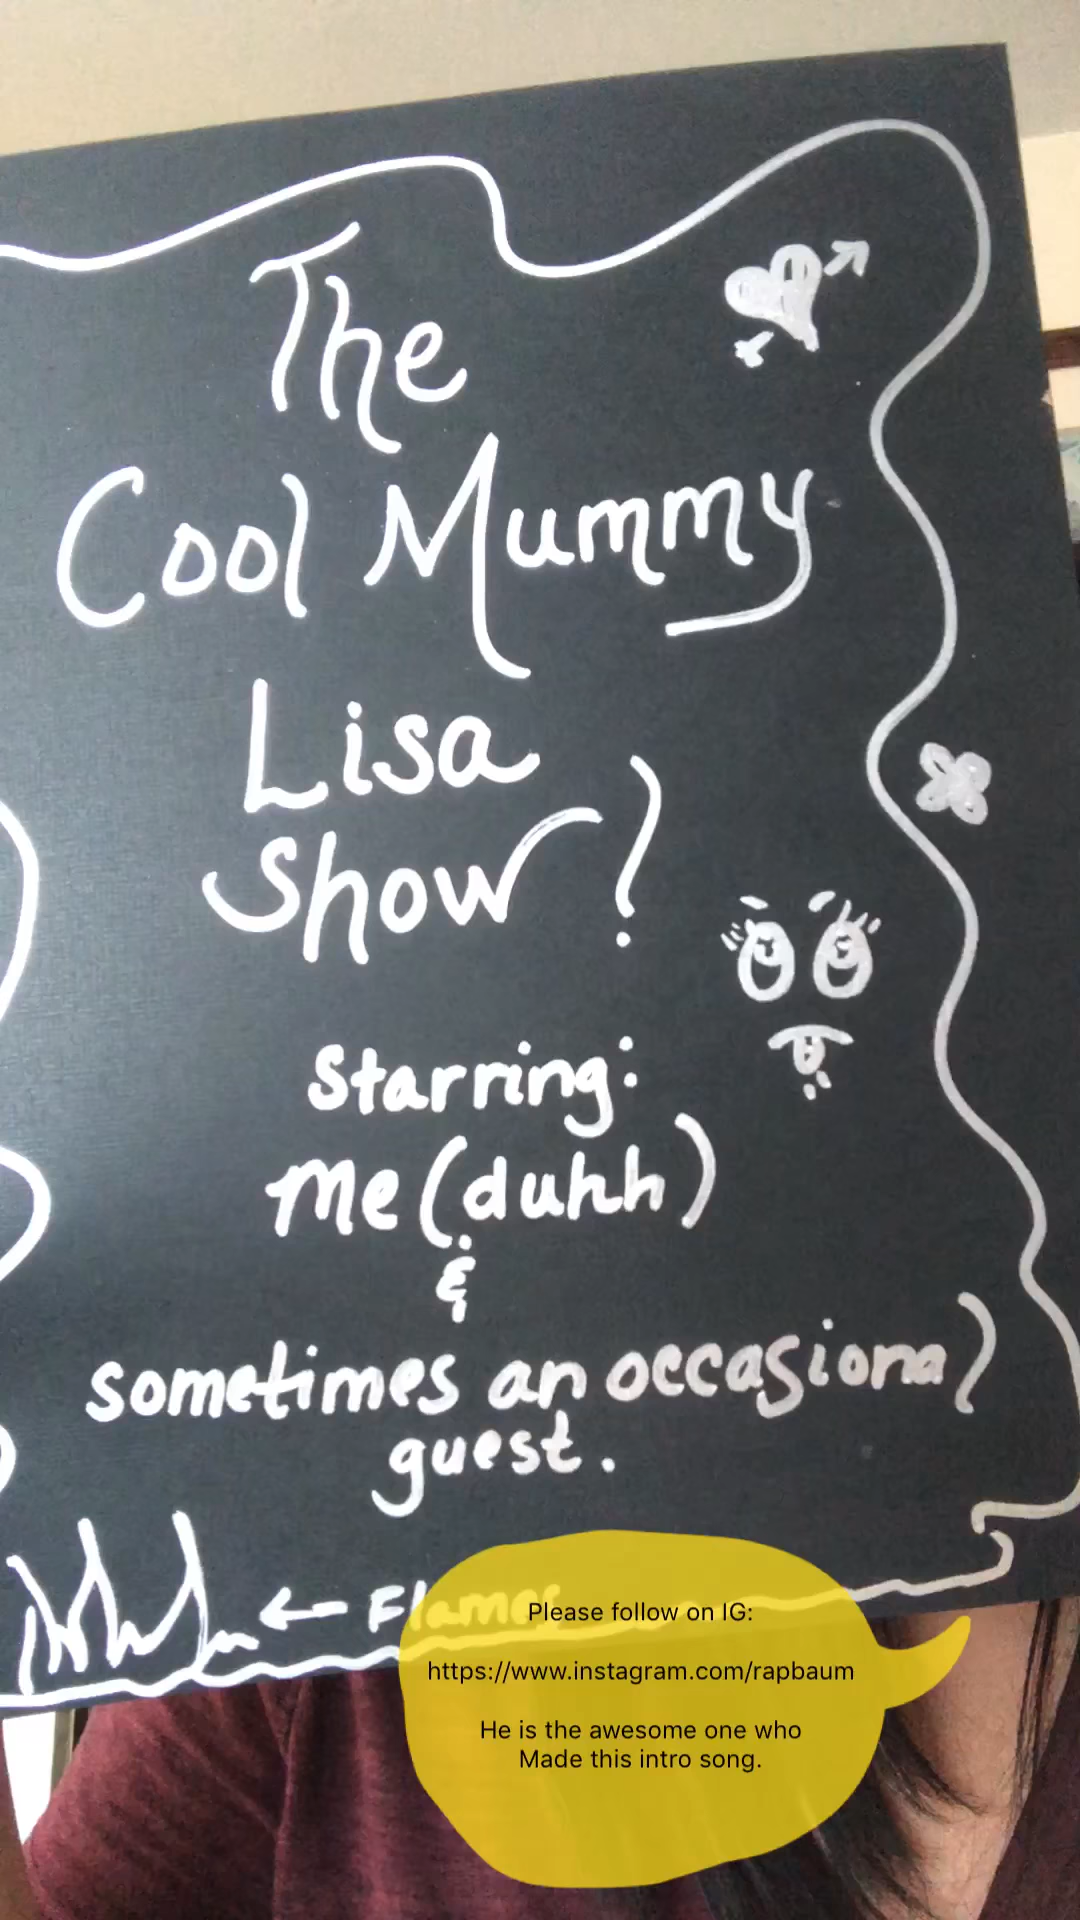 The
Cool Mummy
Lisa
Show?
starring:
Me (duhh)
&
sometimes an occasional
guest.
← Flames
Please follow on IG:
https://www.instagram.com/rapbaum
He is the awesome one who
Made this intro song.